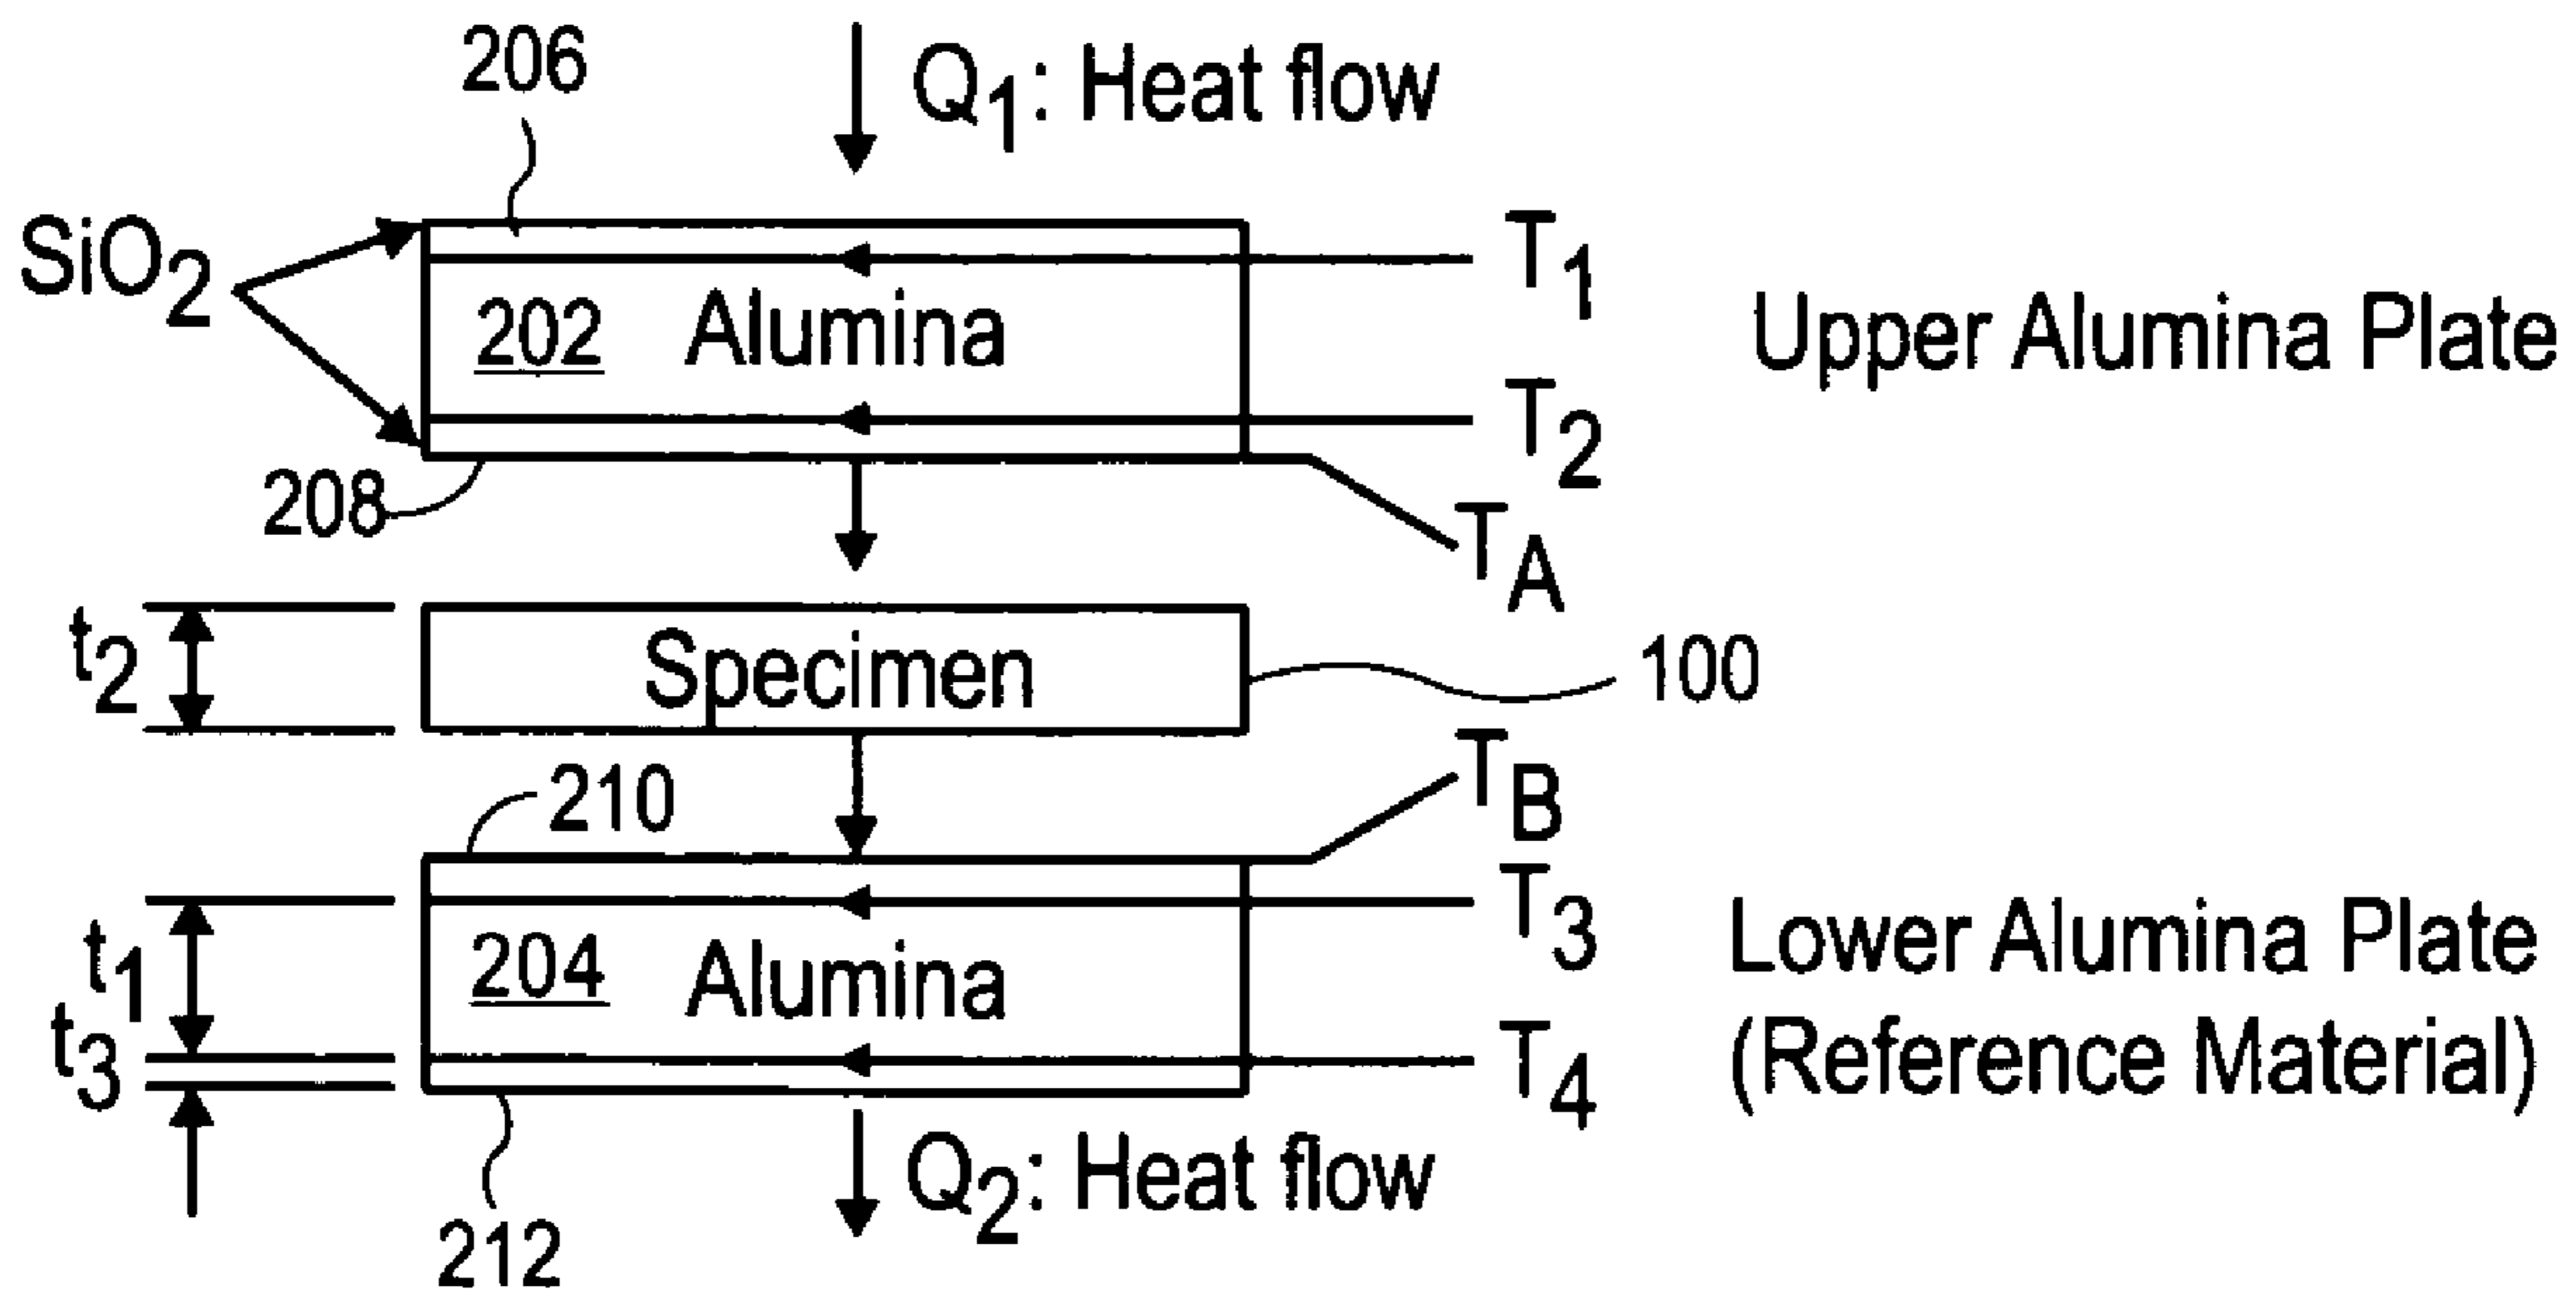 206
Q1: Heat flow
SiO2
T1
202 Alumina
Upper Alumina Plate
T2
208
TA
t2
Specimen
100
TB
210
T3
t1
204 Alumina
Lower Alumina Plate
(Reference Material)
t3
T4
Q2: Heat flow
212